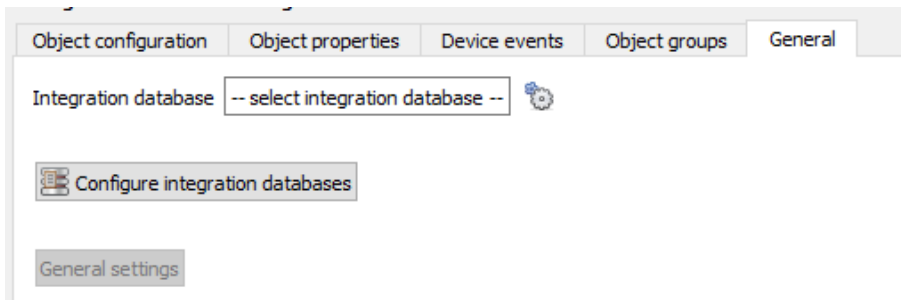 Object configuration Object properties Device events Object groups General
Integration database -- select integration database --
Configure integration databases
General settings